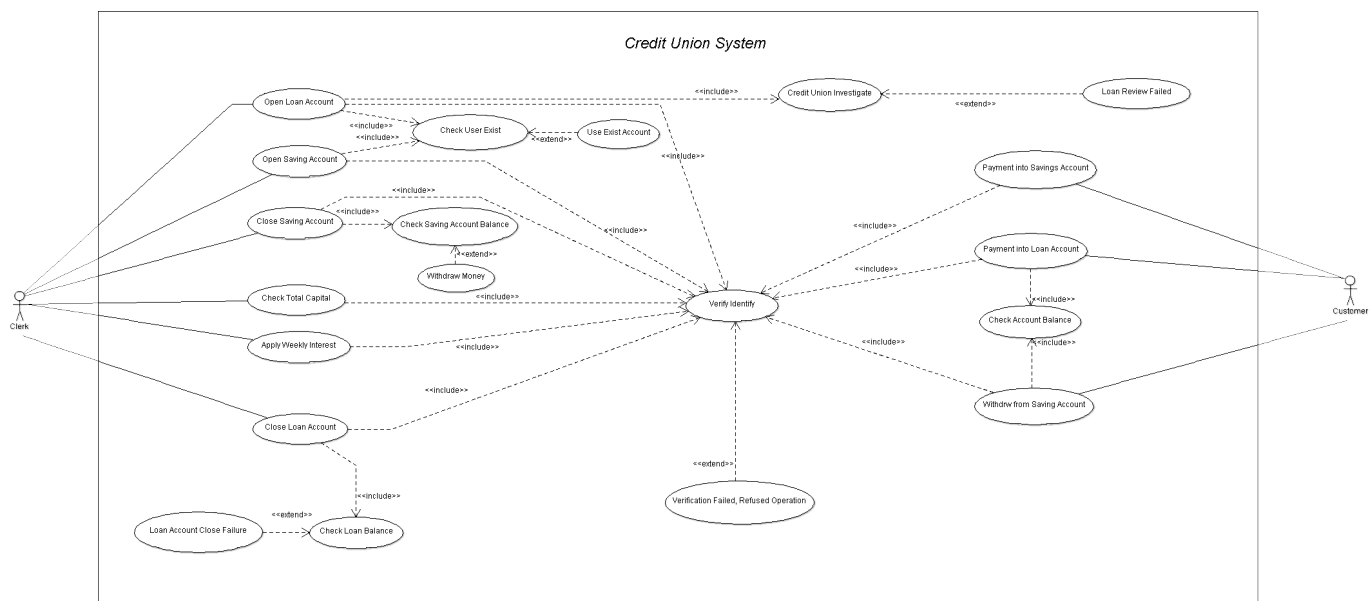 Credit Union System
Open Loan Account
<<include>>
Credit Union Investigate
<<extend>>
Loan Review Failed
<<include>>
<<include>>
Check User Exist
<<extend>>
Use Exist Account
<<include>>
Open Saving Account
Payment into Savings Account
<<include>>
<<include>>
Close Saving Account
<<include>>
Check Saving Account Balance
<<include>>
<<extend>>
Withdraw Money
Payment into Loan Account
<<include>>
Check Total Capital
<<include>>
Verify Identify
<<include>>
Check Account Balance
Clerk
Customer
Apply Weekly Interest
<<include>>
<<include>>
<<include>>
<<include>>
Withdrw from Saving Account
Close Loan Account
<<extend>>
Verification Failed, Refused Operation
<<include>>
Loan Account Close Failure
<<extend>>
Check Loan Balance